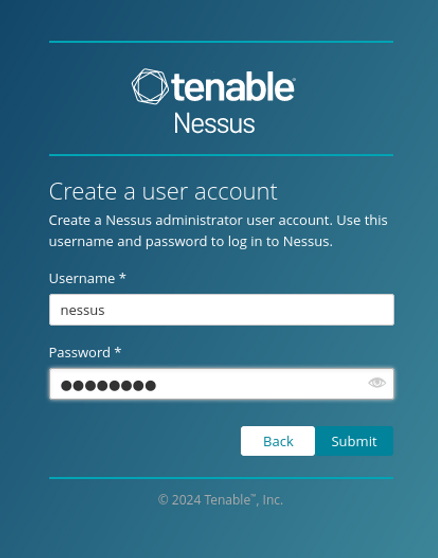 tenable
Nessus
Create a user account
Create a Nessus administrator user account. Use this
username and password to log in to Nessus.
Username *
nessus
Password *
●●●●●●●●
Back Submit
© 2024 Tenable™, Inc.